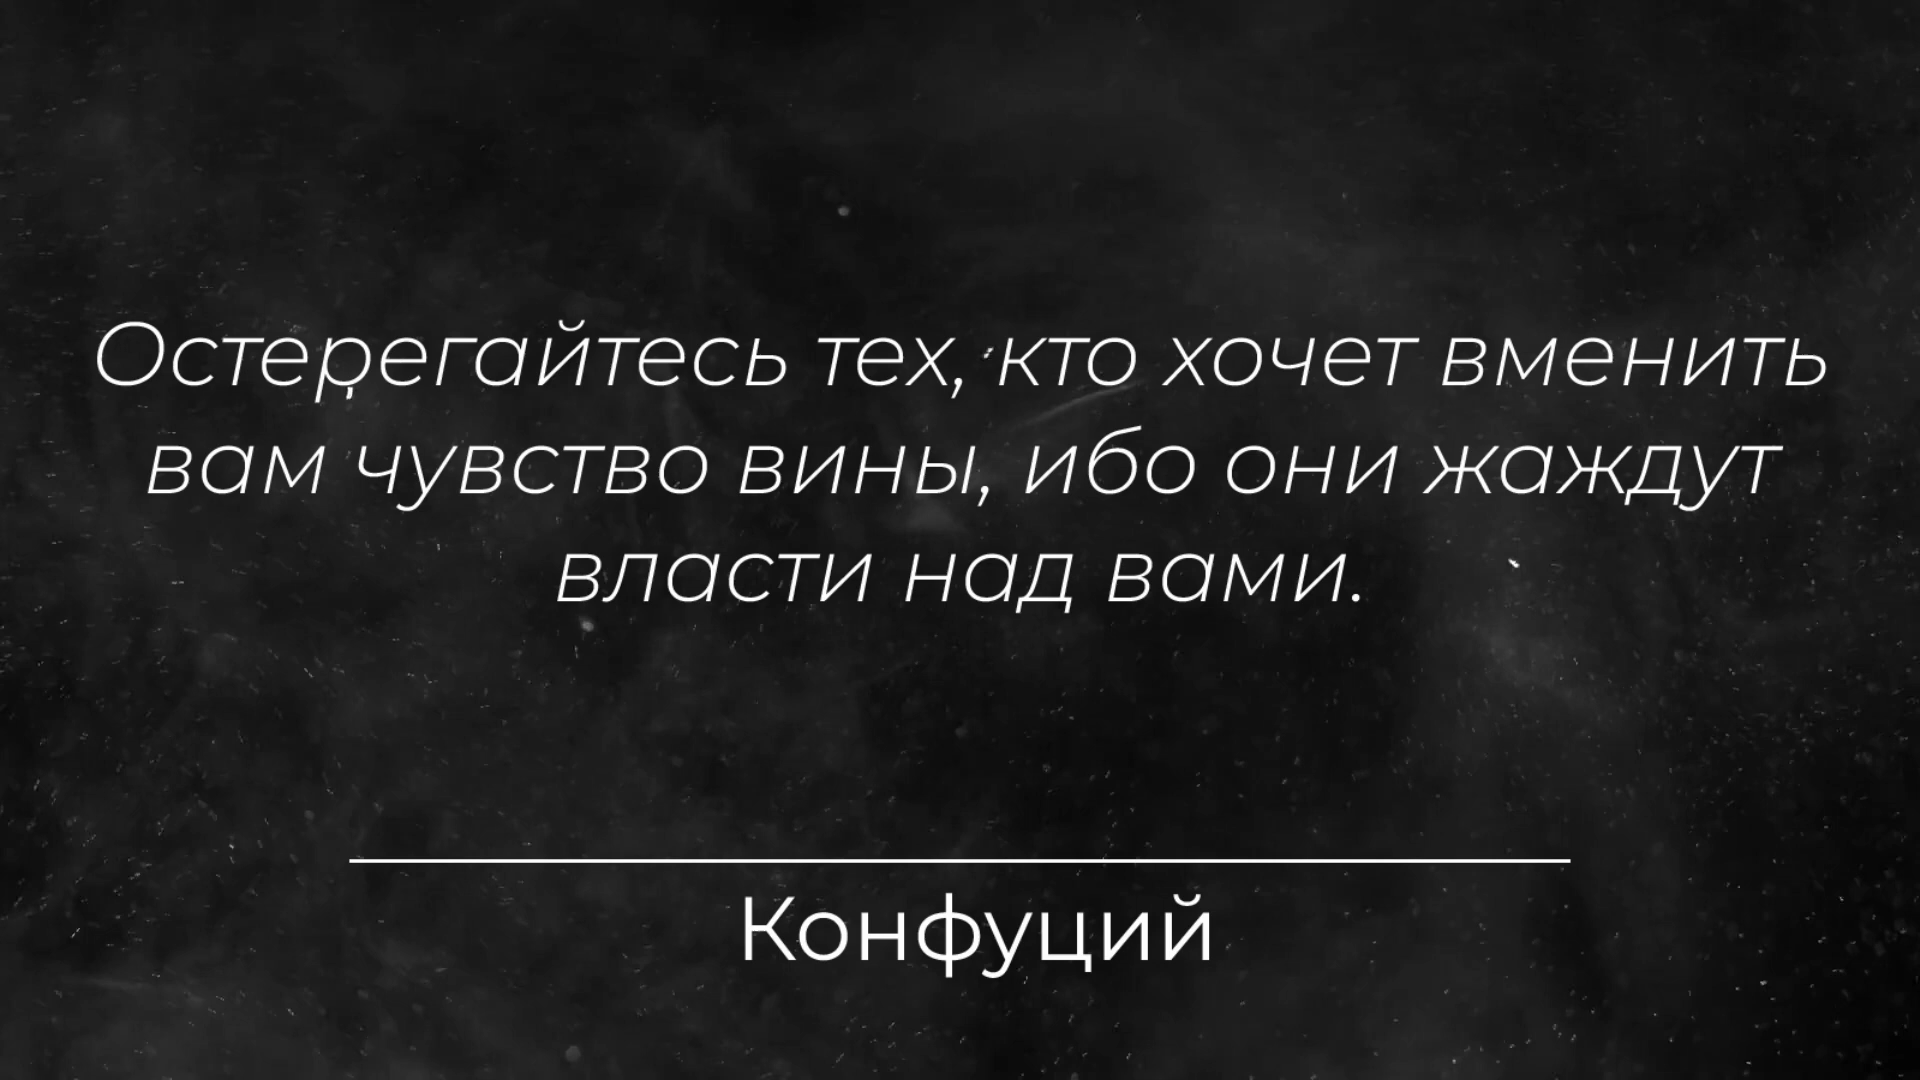 Остерегайтесь тех, кто хочет вменить
вам чувство вины, ибо они жаждут
власти над вами.
Конфуций